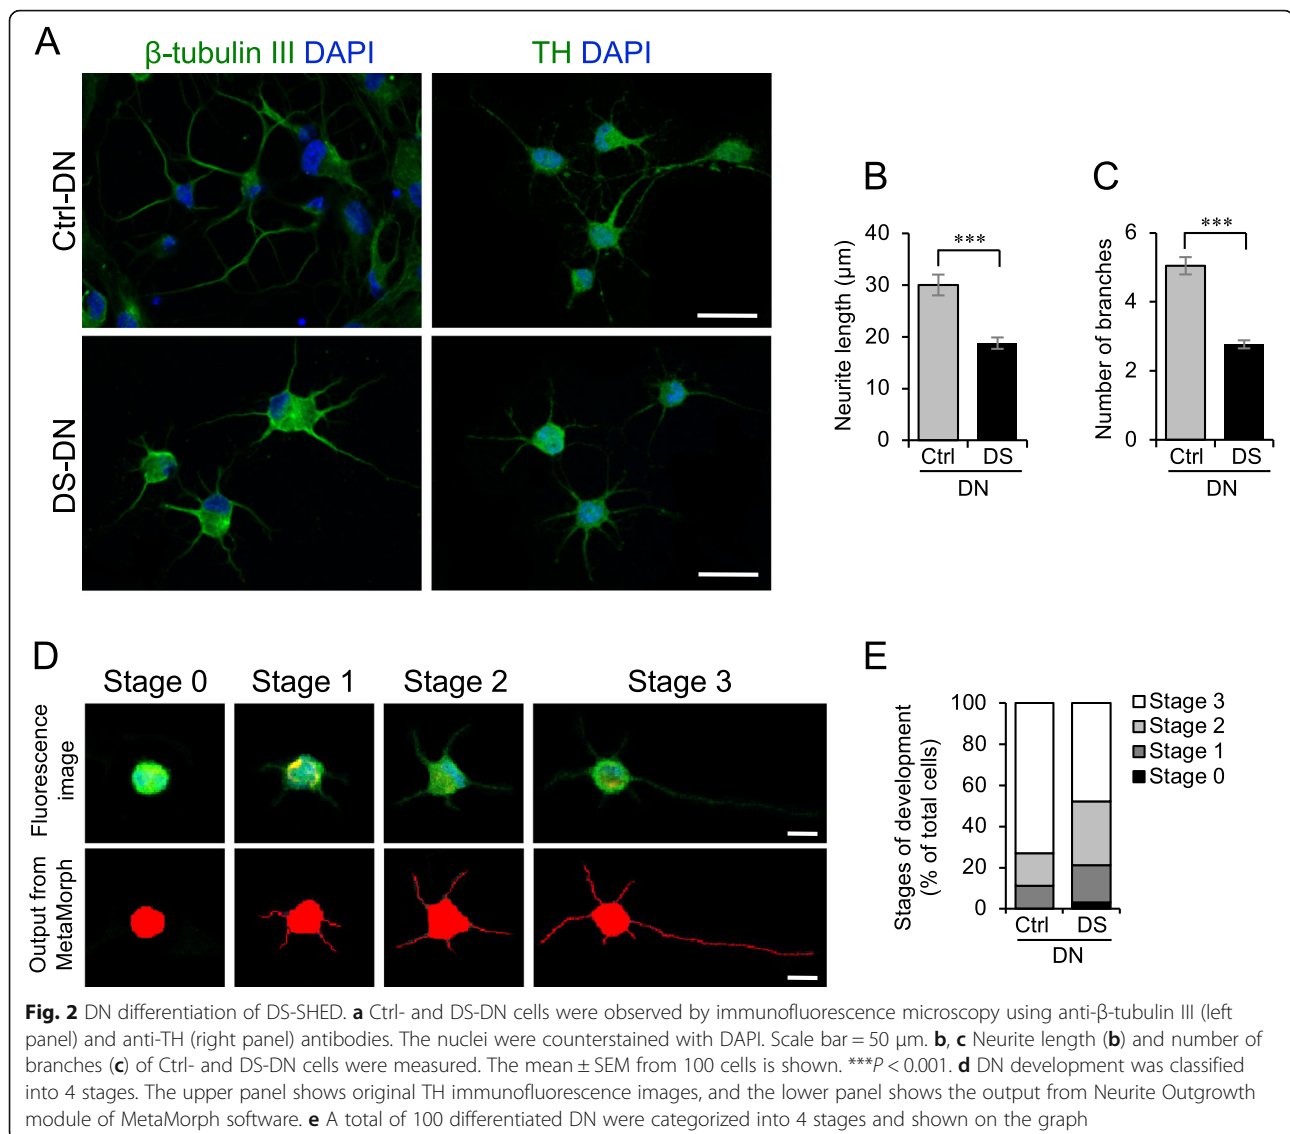 A
β-tubulin III DAPI
TH DAPI
Ctrl-DN
DS-DN
B
Neurite length (µm)
40
30
20
10
0
***
Ctrl DS
DN
C
Number of branches
6
4
2
0
***
Ctrl DS
DN
D
Stage 0
Stage 1
Stage 2
Stage 3
Fluorescence
image
Output from
MetaMorph
E
Stages of development
(% of total cells)
100
80
60
40
20
0
Ctrl DS
DN
Stage 3
Stage 2
Stage 1
Stage 0
Fig. 2 DN differentiation of DS-SHED. a Ctrl- and DS-DN cells were observed by immunofluorescence microscopy using anti-β-tubulin III (left
panel) and anti-TH (right panel) antibodies. The nuclei were counterstained with DAPI. Scale bar = 50 µm. b, c Neurite length (b) and number of
branches (c) of Ctrl- and DS-DN cells were measured. The mean ± SEM from 100 cells is shown. ***P < 0.001. d DN development was classified
into 4 stages. The upper panel shows original TH immunofluorescence images, and the lower panel shows the output from Neurite Outgrowth
module of MetaMorph software. e A total of 100 differentiated DN were categorized into 4 stages and shown on the graph